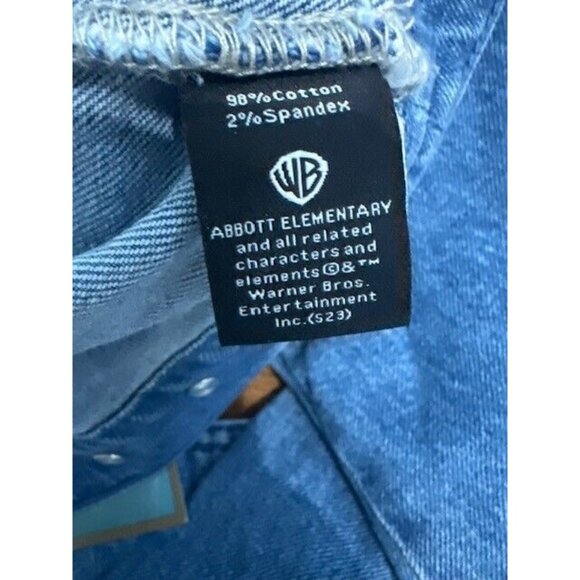 98%Cotton
2%Spandex
WB
ABBOTT ELEMENTARY
and all related
characters and
elements©&™
Warner Bros.
Entertainment
Inc.(S23)